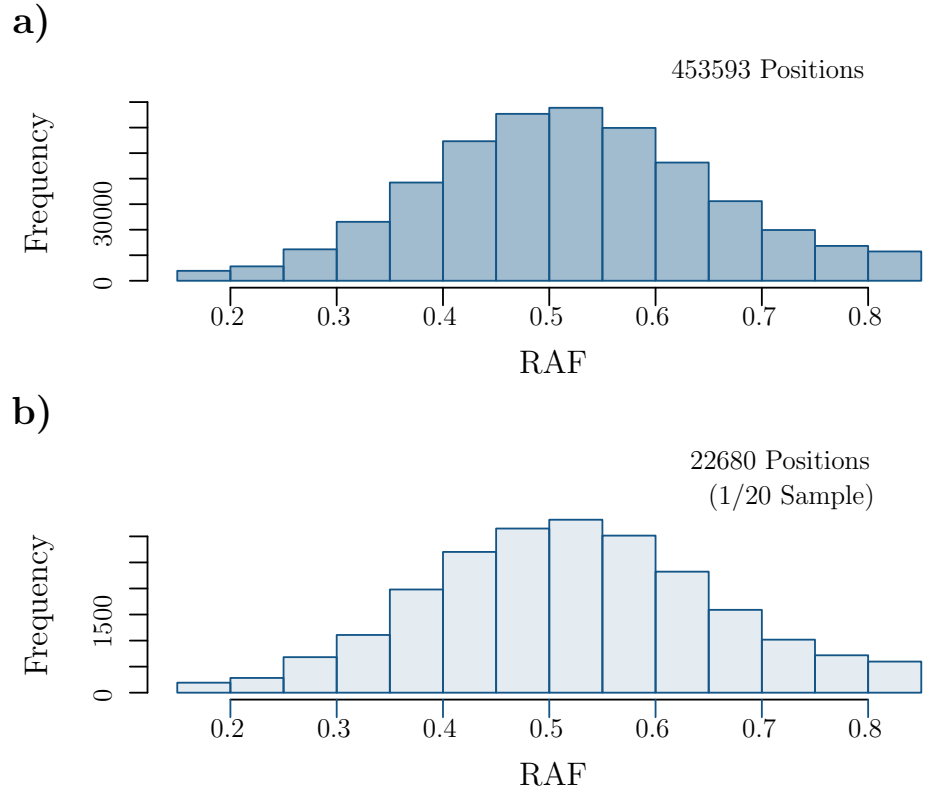 a)
453593 Positions
Frequency
0 30000
0.2 0.3 0.4 0.5 0.6 0.7 0.8
RAF
b)
22680 Positions
(1/20 Sample)
Frequency
0 1500
0.2 0.3 0.4 0.5 0.6 0.7 0.8
RAF